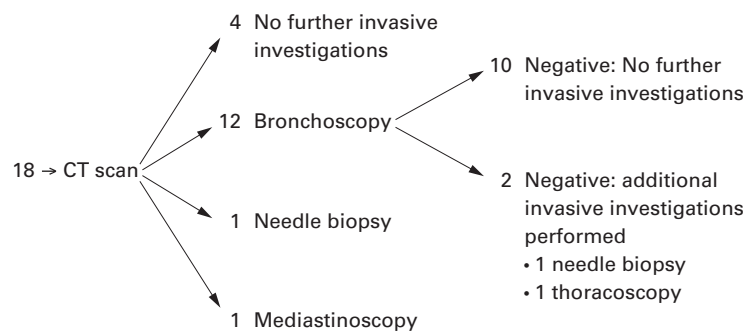 18 → CT scan
4 No further invasive
investigations
12 Bronchoscopy
1 Needle biopsy
1 Mediastinoscopy
10 Negative: No further
invasive investigations
2 Negative: additional
invasive investigations
performed
• 1 needle biopsy
• 1 thoracoscopy